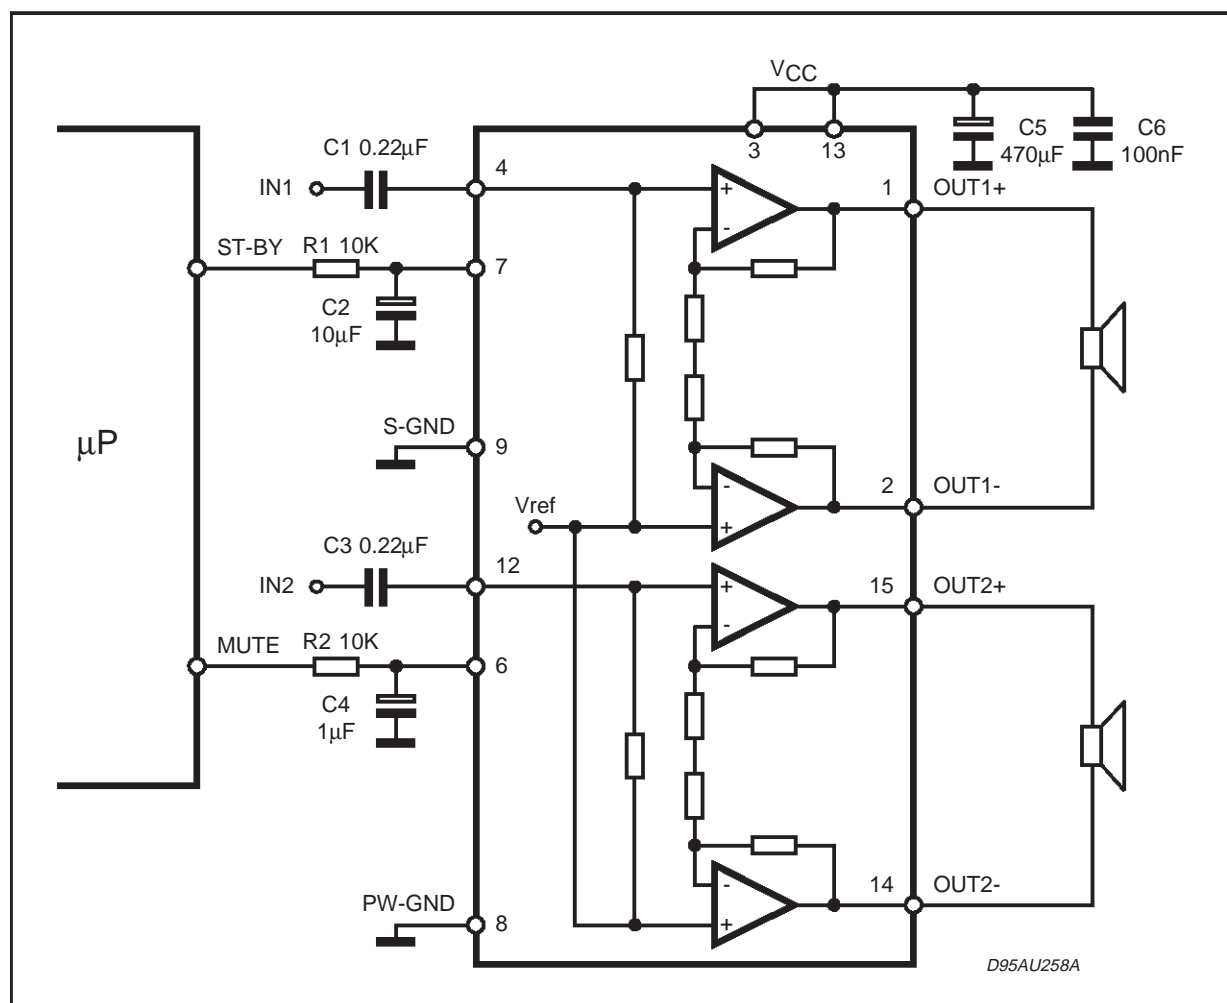 VCC
C1 0.22µF
3
13
C5
470µF
C6
100nF
IN1
4
+
-
1
OUT1+
ST-BY
R1 10K
7
C2
10µF
µP
S-GND
9
-
+
2
OUT1-
Vref
C3 0.22µF
IN2
12
+
-
15
OUT2+
MUTE
R2 10K
6
C4
1µF
-
+
14
OUT2-
PW-GND
8
D95AU258A